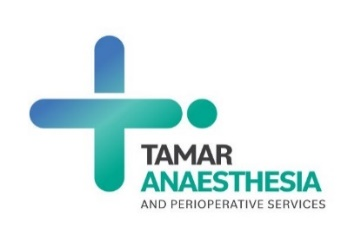 TAMAR
ANAESTHESIA
AND PERIOPERATIVE SERVICES